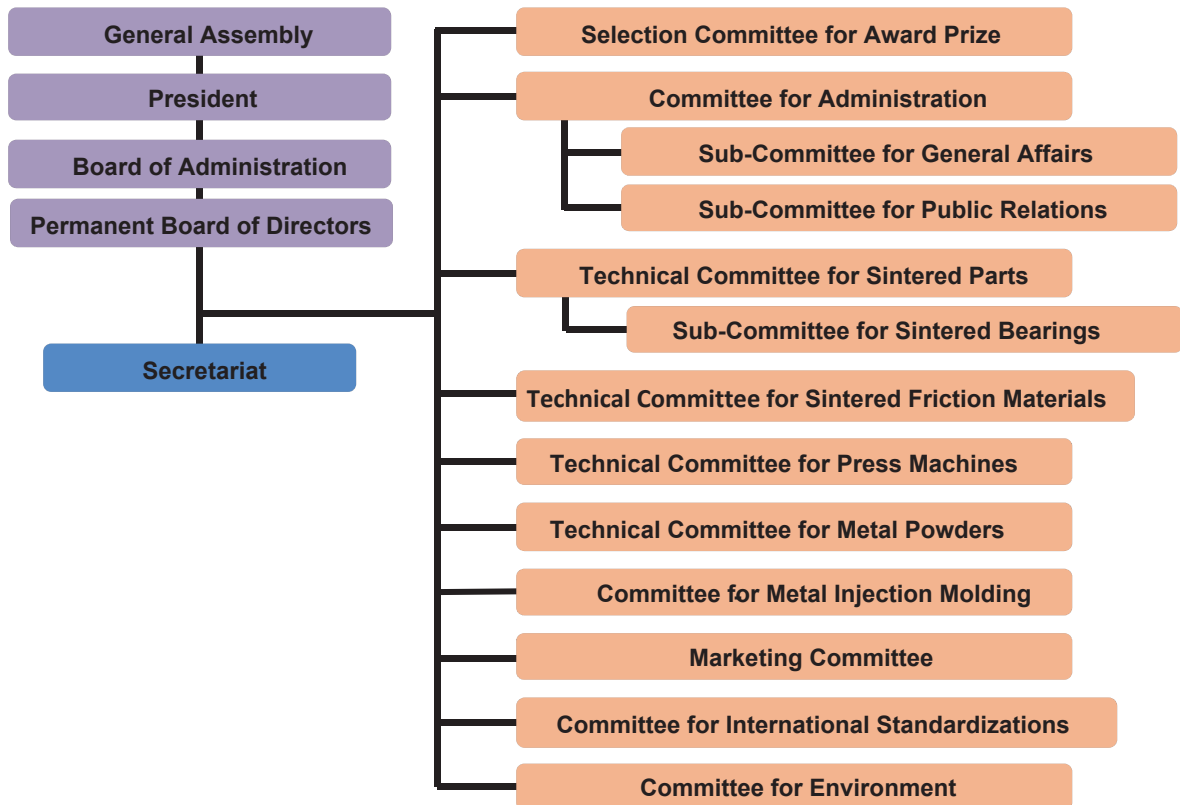 General Assembly
President
Board of Administration
Permanent Board of Directors
Secretariat
Selection Committee for Award Prize
Committee for Administration
Sub-Committee for General Affairs
Sub-Committee for Public Relations
Technical Committee for Sintered Parts
Sub-Committee for Sintered Bearings
Technical Committee for Sintered Friction Materials
Technical Committee for Press Machines
Technical Committee for Metal Powders
Committee for Metal Injection Molding
Marketing Committee
Committee for International Standardizations
Committee for Environment